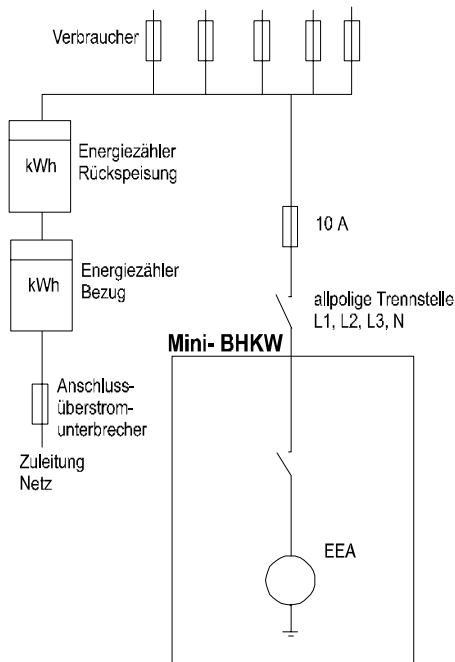 Verbraucher
kWh
Energiezähler
Rückspeisung
10 A
kWh
Energiezähler
Bezug
allpolige Trennstelle
L1, L2, L3, N
Mini- BHKW
Anschluss-
überstrom-
unterbrecher
Zuleitung
Netz
EEA